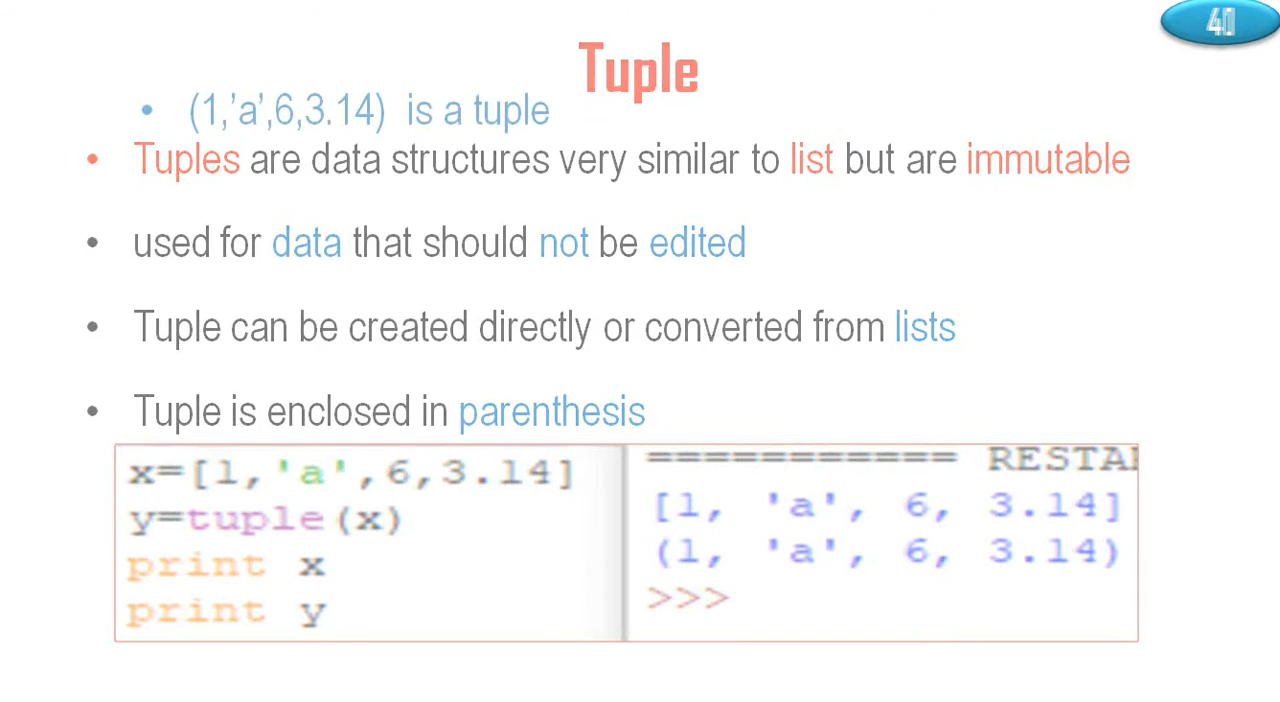 Tuple
• (1,’a’,6,3.14) is a tuple
• Tuples are data structures very similar to list but are immutable
• used for data that should not be edited
• Tuple can be created directly or converted from lists
• Tuple is enclosed in parenthesis
x=[1,'a',6,3.14]
y=tuple(x)
print x
print y
=========== RESTA
[1, 'a', 6, 3.14]
(1, 'a', 6, 3.14)
>>>